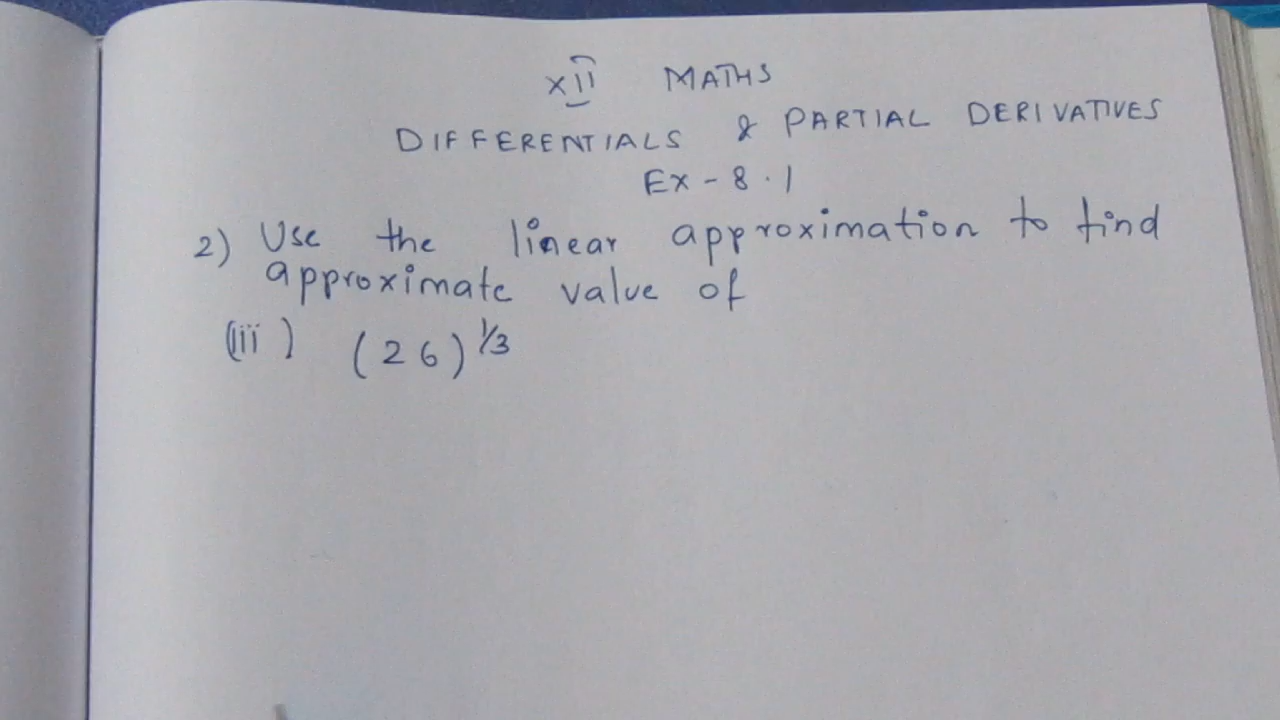 XII MATHS
DIFFERENTIALS & PARTIAL DERIVATIVES
Ex - 8.1
2) Use the linear approximation to find
approximate value of
(iii) (26)^1/3